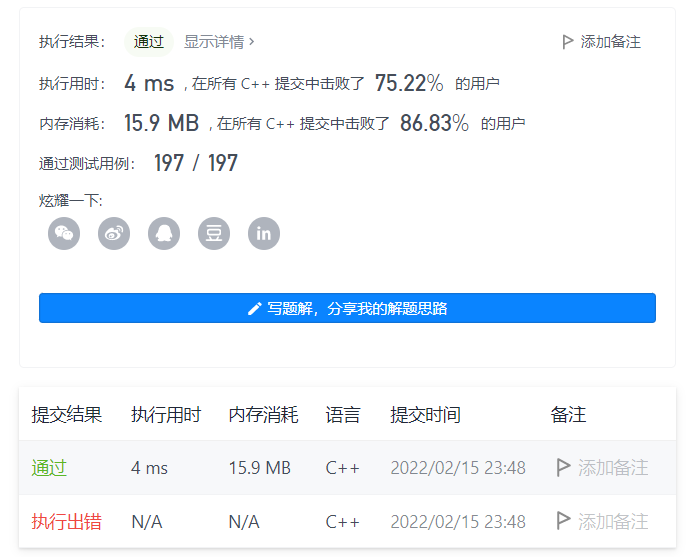 执行结果： 通过 显示详情 › 添加备注
执行用时： 4 ms , 在所有 C++ 提交中击败了 75.22% 的用户
内存消耗： 15.9 MB , 在所有 C++ 提交中击败了 86.83% 的用户
通过测试用例： 197 / 197
炫耀一下:
豆 in
写题解，分享我的解题思路
提交结果 执行用时 内存消耗 语言 提交时间 备注
通过 4 ms 15.9 MB C++ 2022/02/15 23:48 添加备注
执行出错 N/A N/A C++ 2022/02/15 23:48 添加备注